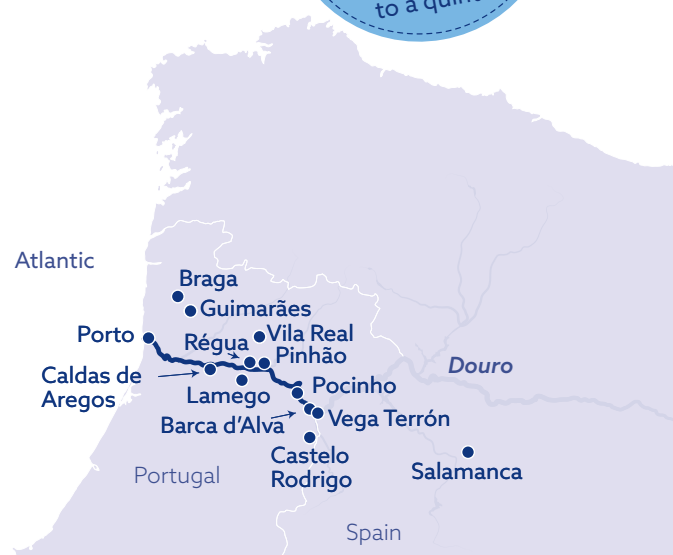 to a quin
Atlantic
Braga
Guimarães
Porto
Vila Real
Régua
Pinhão
Douro
Caldas de
Aregos
Pocinho
Lamego
Barca d’Alva
Vega Terrón
Castelo
Rodrigo
Salamanca
Portugal
Spain